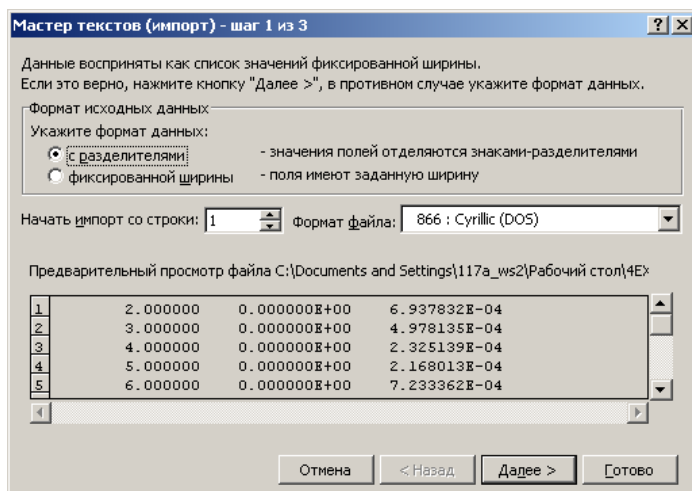 Мастер текстов (импорт) - шаг 1 из 3
Данные восприняты как список значений фиксированной ширины.
Если это верно, нажмите кнопку "Далее >", в противном случае укажите формат данных.
Формат исходных данных
Укажите формат данных:
с разделителями - значения полей отделяются знаками-разделителями
фиксированной ширины - поля имеют заданную ширину
Начать импорт со строки: 1 Формат файла: 866 : Cyrillic (DOS)
Предварительный просмотр файла C:\Documents and Settings\117a_ws2\Рабочий стол\4EX
1 2.000000 0.000000E+00 6.937832E-04
2 3.000000 0.000000E+00 4.978135E-04
3 4.000000 0.000000E+00 2.325139E-04
4 5.000000 0.000000E+00 2.168013E-04
5 6.000000 0.000000E+00 7.233362E-04
Отмена < Назад Далее > Готово